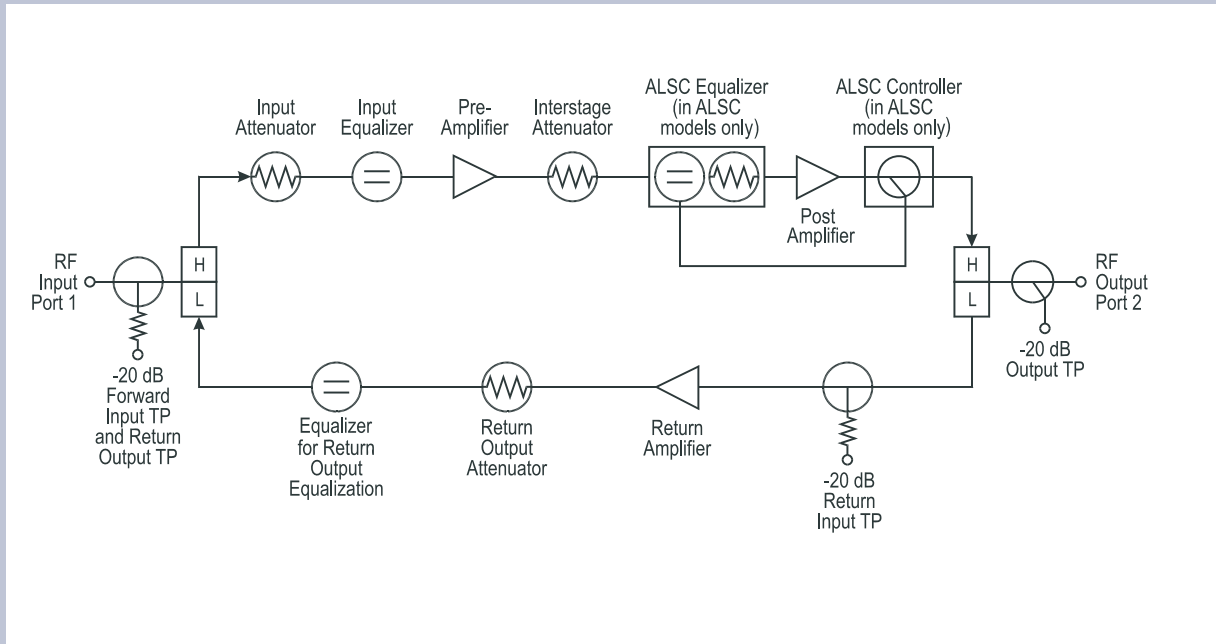 Input
Attenuator
Input
Equalizer
Pre-
Amplifier
Interstage
Attenuator
ALSC Equalizer
(in ALSC
models only)
ALSC Controller
(in ALSC
models only)
Post
Amplifier
RF
Input
Port 1
H
L
H
L
RF
Output
Port 2
-20 dB
Forward
Input TP
and Return
Output TP
-20 dB
Output TP
Equalizer
for Return
Output
Equalization
Return
Output
Attenuator
Return
Amplifier
-20 dB
Return
Input TP